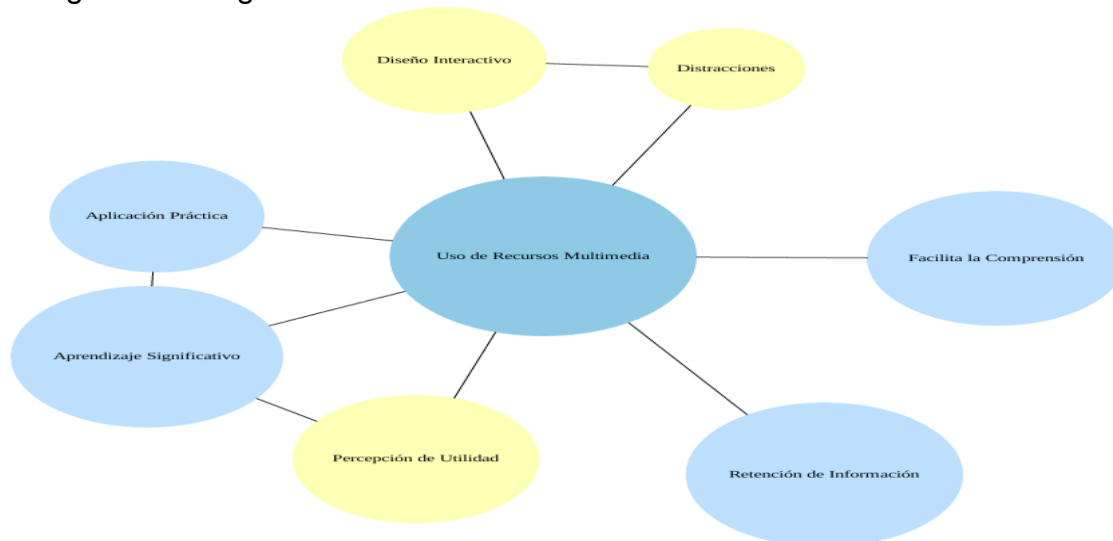 Diseño Interactivo
Distracciones
Aplicación Práctica
Uso de Recursos Multimedia
Facilita la Comprensión
Aprendizaje Significativo
Percepción de Utilidad
Retención de Información